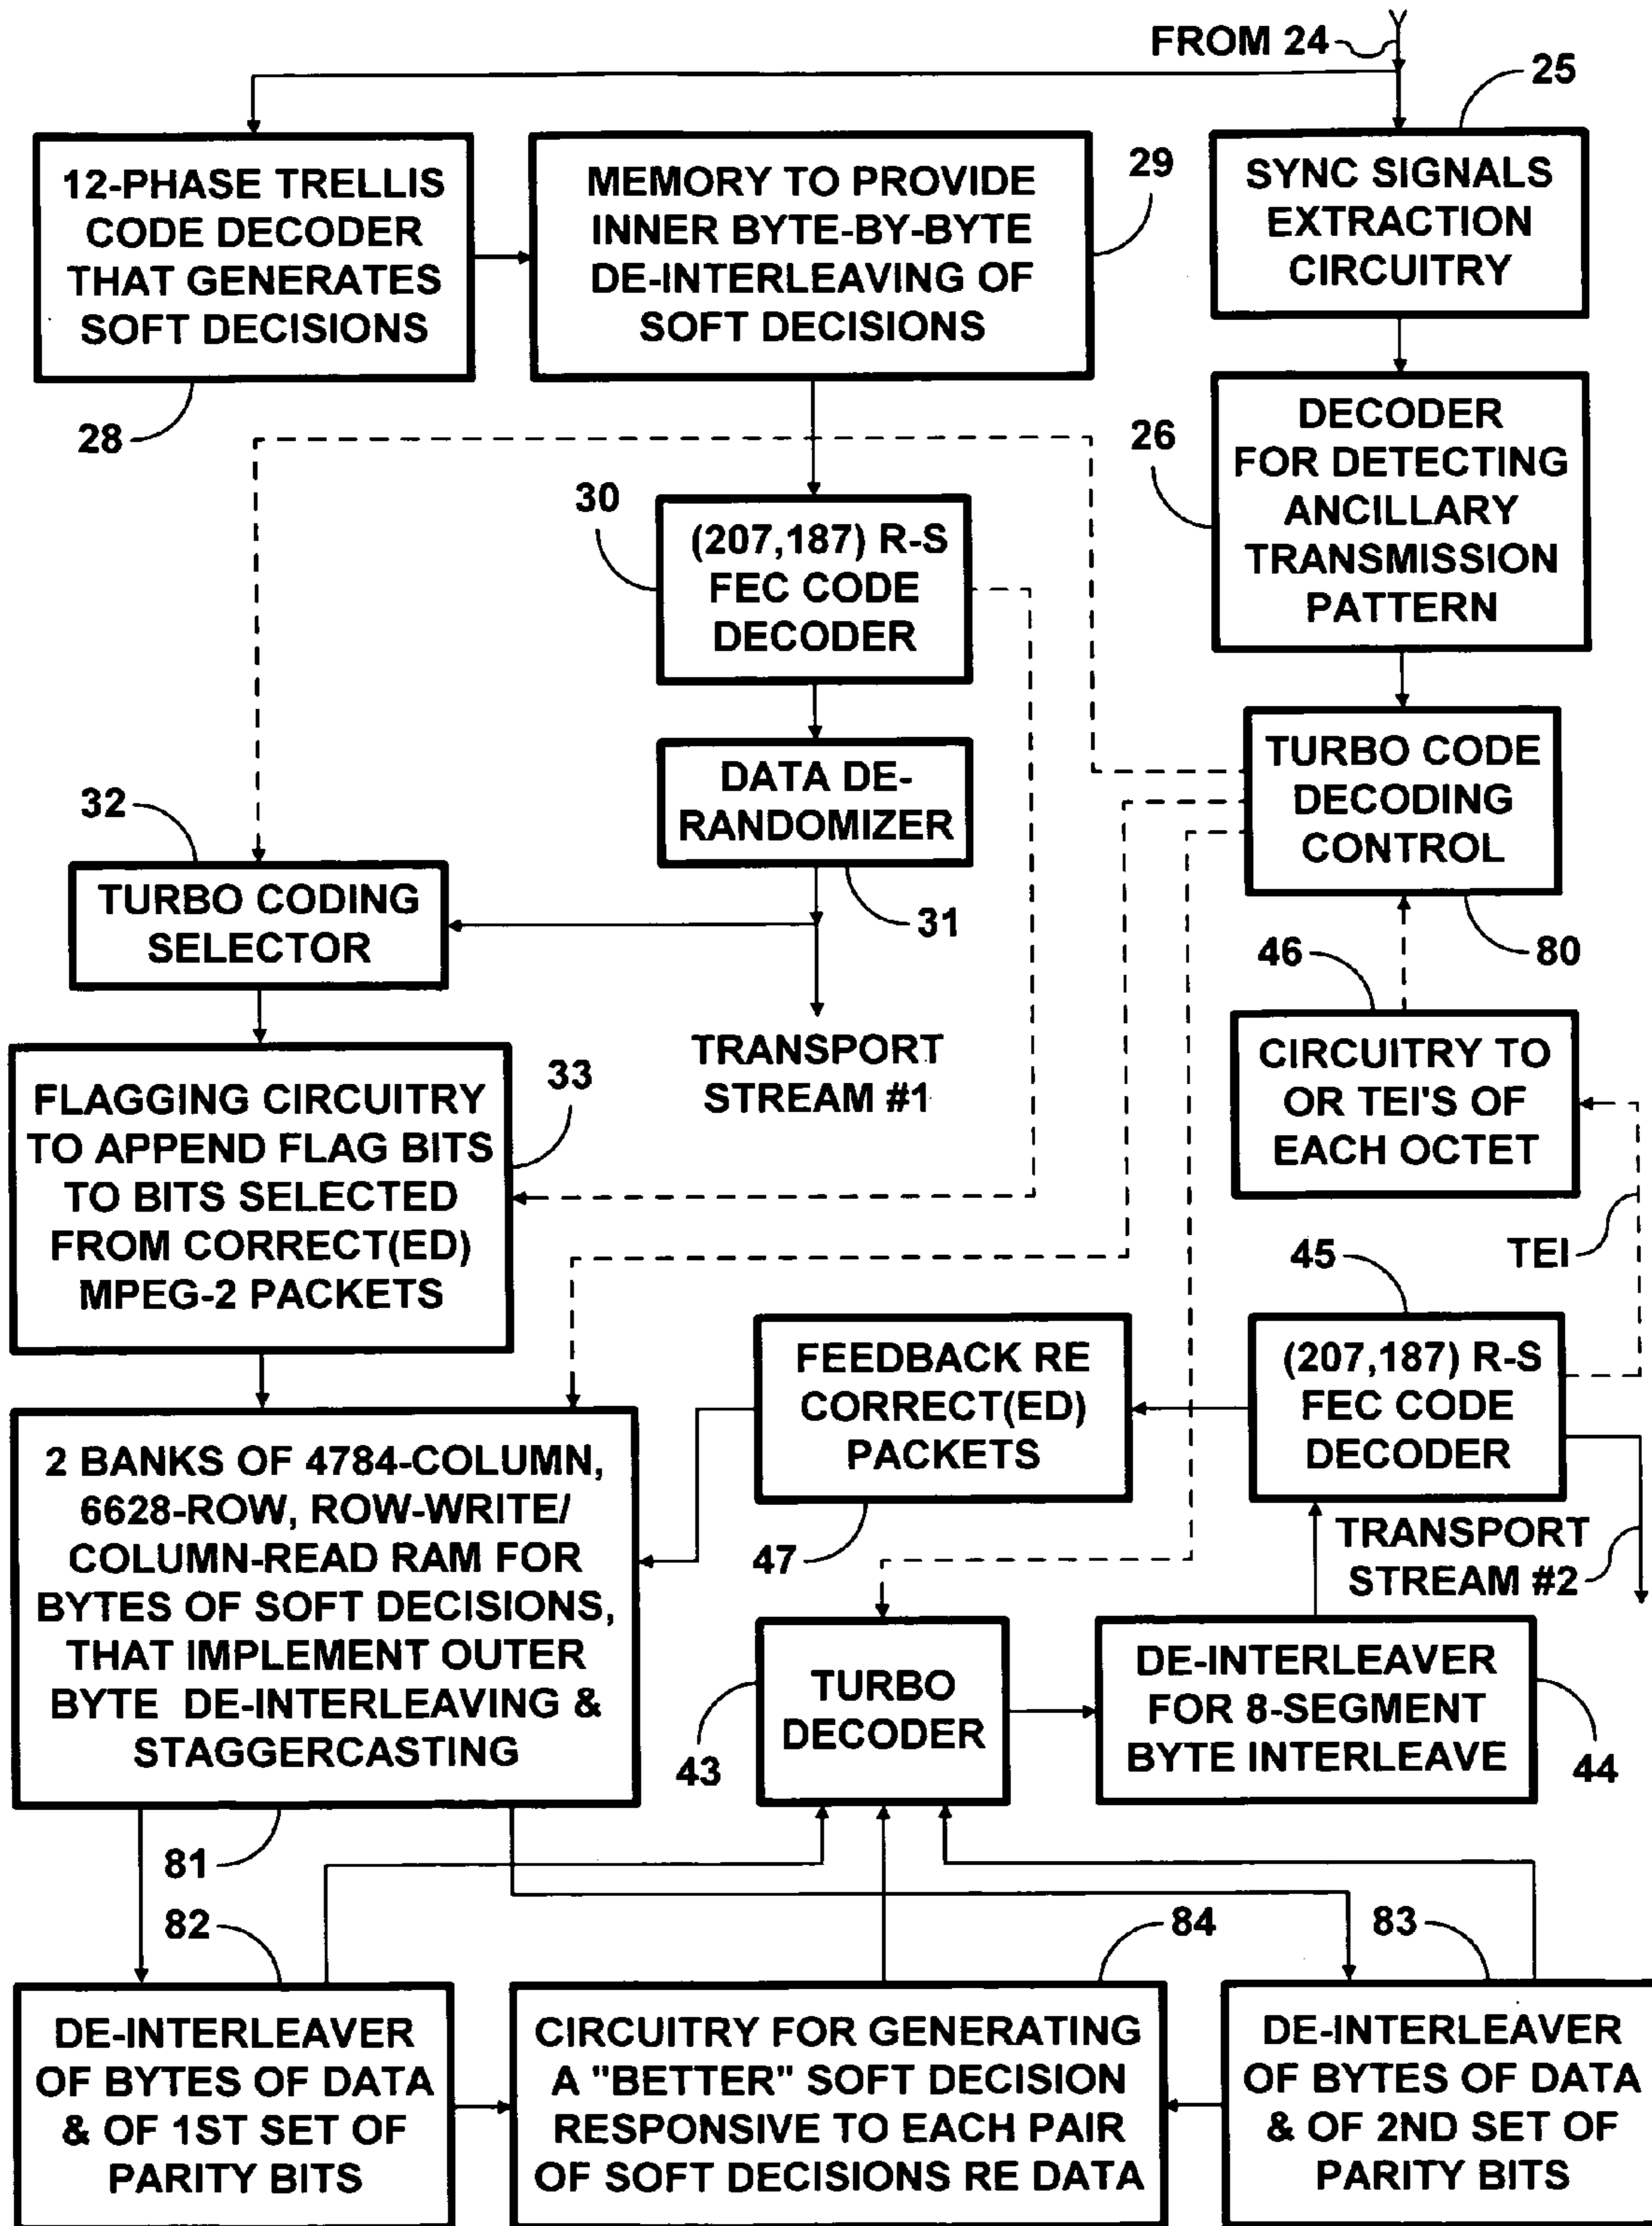 FROM 24
25
12-PHASE TRELLIS
CODE DECODER
THAT GENERATES
SOFT DECISIONS
28
MEMORY TO PROVIDE
INNER BYTE-BY-BYTE
DE-INTERLEAVING OF
SOFT DECISIONS
29
SYNC SIGNALS
EXTRACTION
CIRCUITRY
26
DECODER
FOR DETECTING
ANCILLARY
TRANSMISSION
PATTERN
30
(207,187) R-S
FEC CODE
DECODER
DATA DE-
RANDOMIZER
31
TURBO CODE
DECODING
CONTROL
80
32
TURBO CODING
SELECTOR
TRANSPORT
STREAM #1
46
CIRCUITRY TO
OR TEI'S OF
EACH OCTET
TEI
33
FLAGGING CIRCUITRY
TO APPEND FLAG BITS
TO BITS SELECTED
FROM CORRECT(ED)
MPEG-2 PACKETS
45
(207,187) R-S
FEC CODE
DECODER
FEEDBACK RE
CORRECT(ED)
PACKETS
47
TRANSPORT
STREAM #2
2 BANKS OF 4784-COLUMN,
6628-ROW, ROW-WRITE/
COLUMN-READ RAM FOR
BYTES OF SOFT DECISIONS,
THAT IMPLEMENT OUTER
BYTE DE-INTERLEAVING &
STAGGERCASTING
81
TURBO
DECODER
43
DE-INTERLEAVER
FOR 8-SEGMENT
BYTE INTERLEAVE
44
82
DE-INTERLEAVER
OF BYTES OF DATA
& OF 1ST SET OF
PARITY BITS
84
CIRCUITRY FOR GENERATING
A "BETTER" SOFT DECISION
RESPONSIVE TO EACH PAIR
OF SOFT DECISIONS RE DATA
83
DE-INTERLEAVER
OF BYTES OF DATA
& OF 2ND SET OF
PARITY BITS